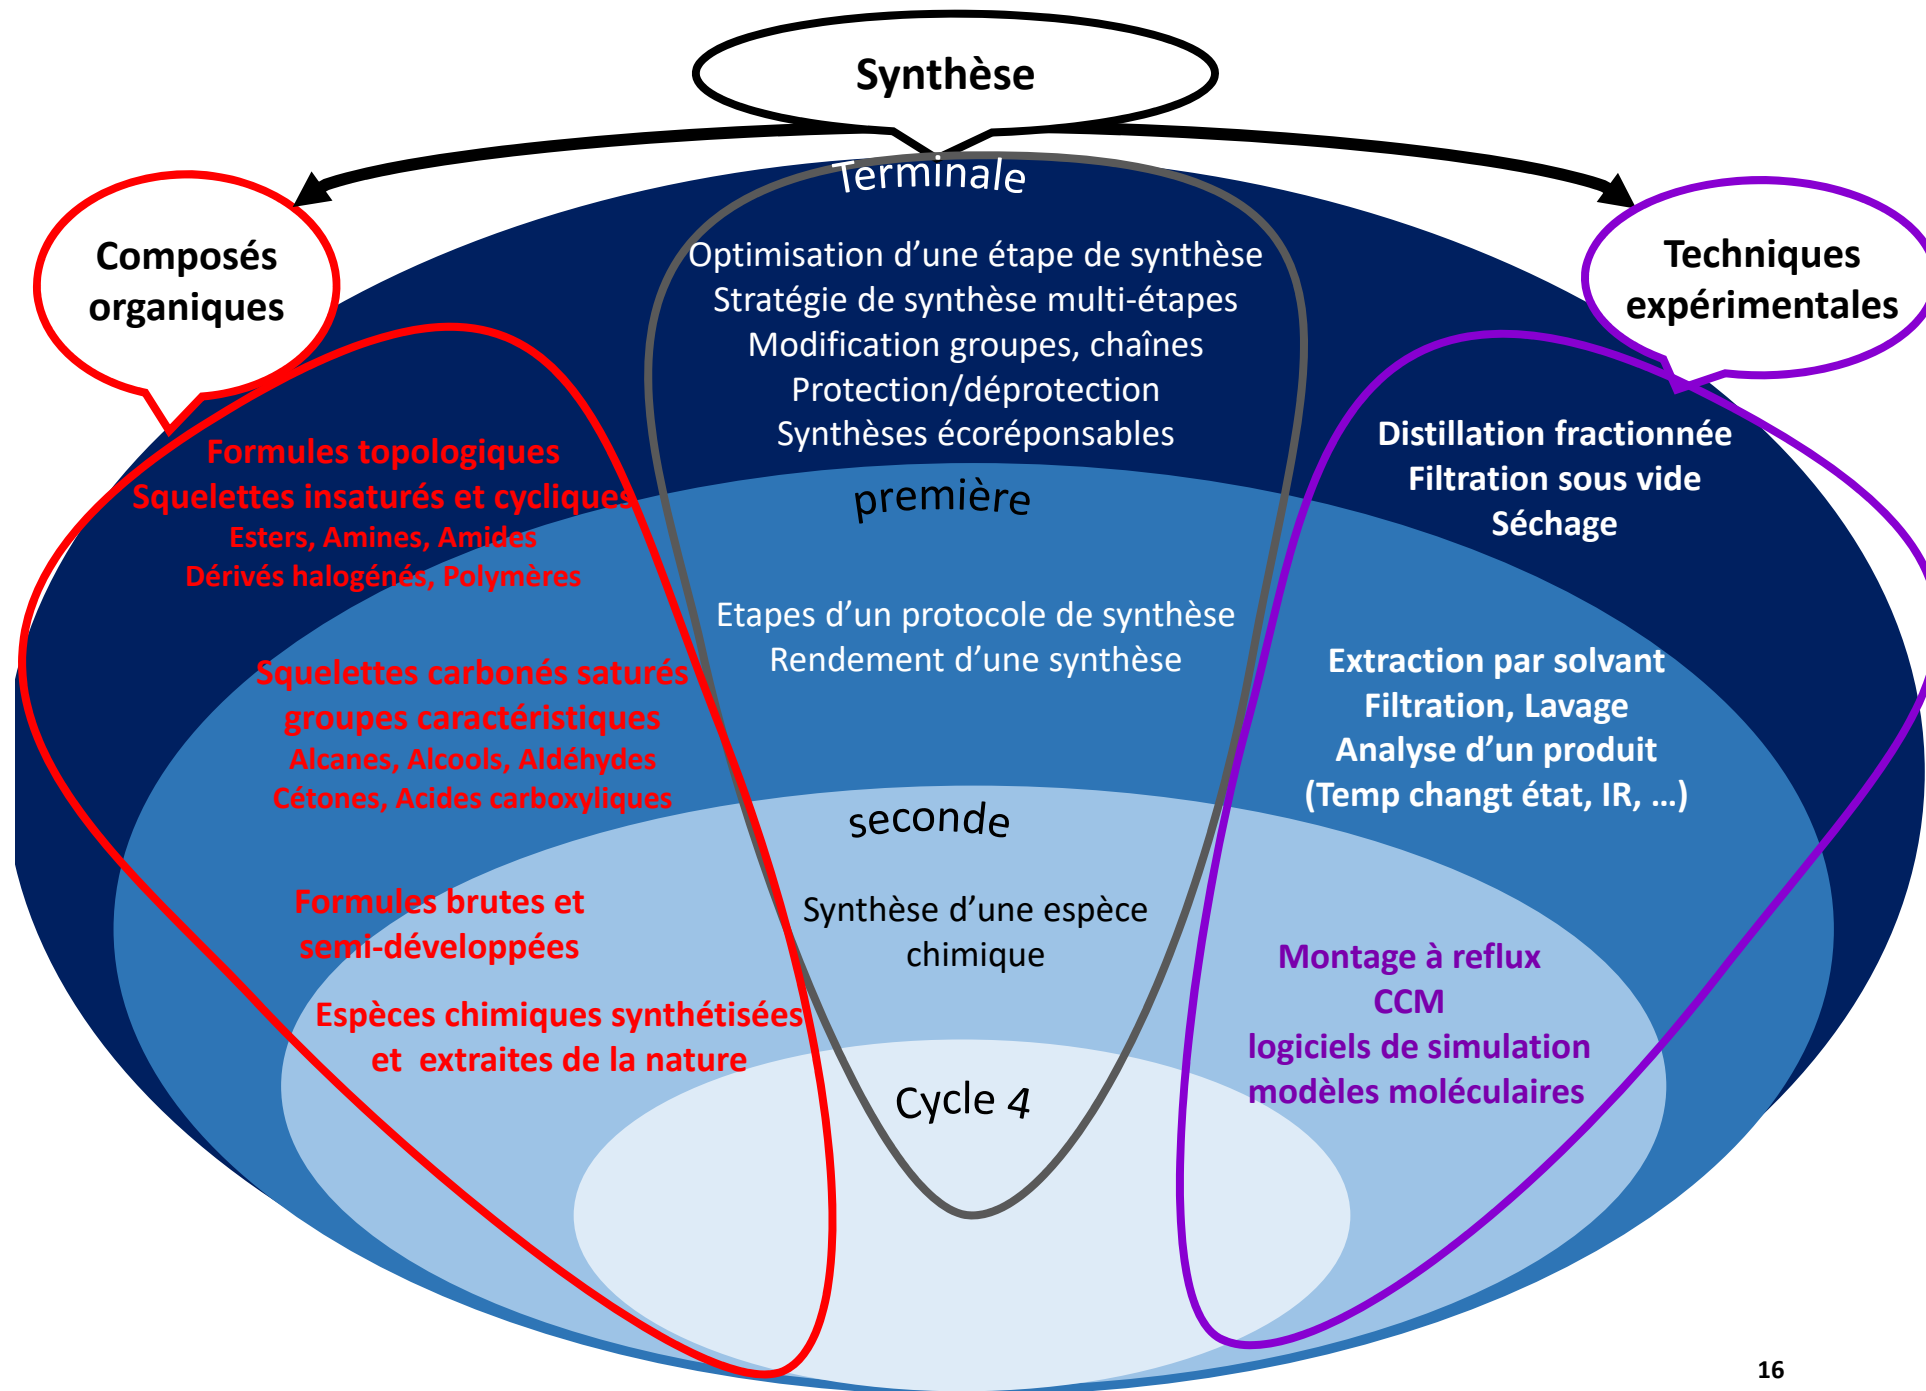 Synthèse
Composés
organiques
Techniques
expérimentales
Terminale
Optimisation d’une étape de synthèse
Stratégie de synthèse multi-étapes
Modification groupes, chaînes
Protection/déprotection
Synthèses écoréponsables
Formules topologiques
Squelettes insaturés et cycliques
Esters, Amines, Amides
Dérivés halogénés, Polymères
Distillation fractionnée
Filtration sous vide
Séchage
première
Etapes d’un protocole de synthèse
Rendement d’une synthèse
Squelettes carbonés saturés
groupes caractéristiques
Alcanes, Alcools, Aldéhydes
Cétones, Acides carboxyliques
Extraction par solvant
Filtration, Lavage
Analyse d’un produit
(Temp changt état, IR, …)
seconde
Synthèse d’une espèce
chimique
Formules brutes et
semi-développées
Espèces chimiques synthétisées
et extraites de la nature
Montage à reflux
CCM
logiciels de simulation
modèles moléculaires
Cycle 4
16